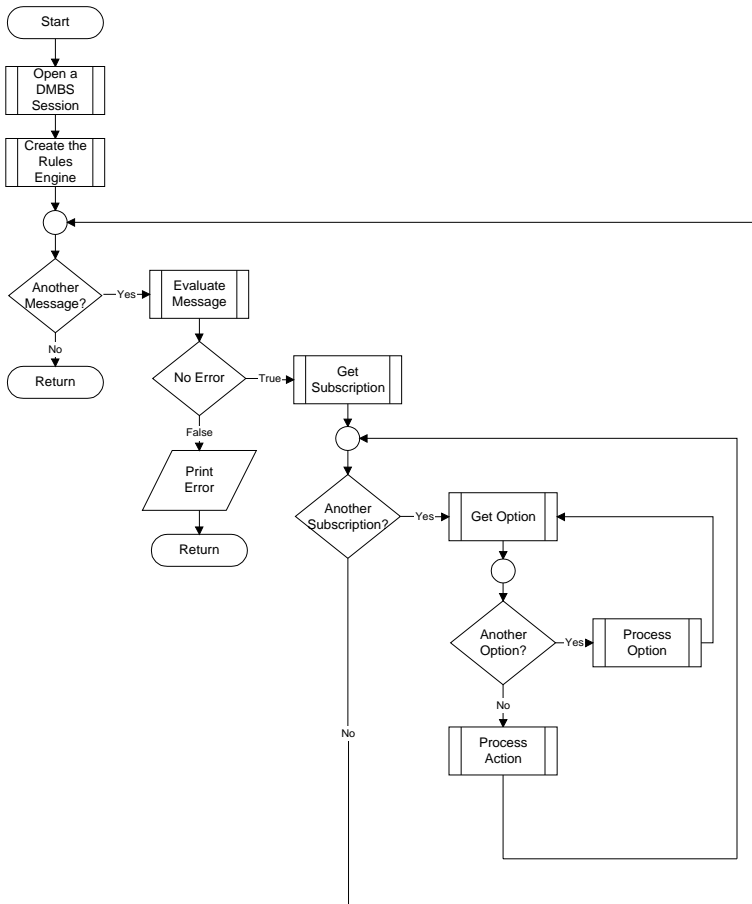 Start
Open a
DMBS
Session
Create the
Rules
Engine
Another
Message?
Yes
Evaluate
Message
No
Return
No Error
True
Get
Subscription
False
Print
Error
Return
Another
Subscription?
Yes
Get Option
Another
Option?
Yes
Process
Option
No
No
Process
Action